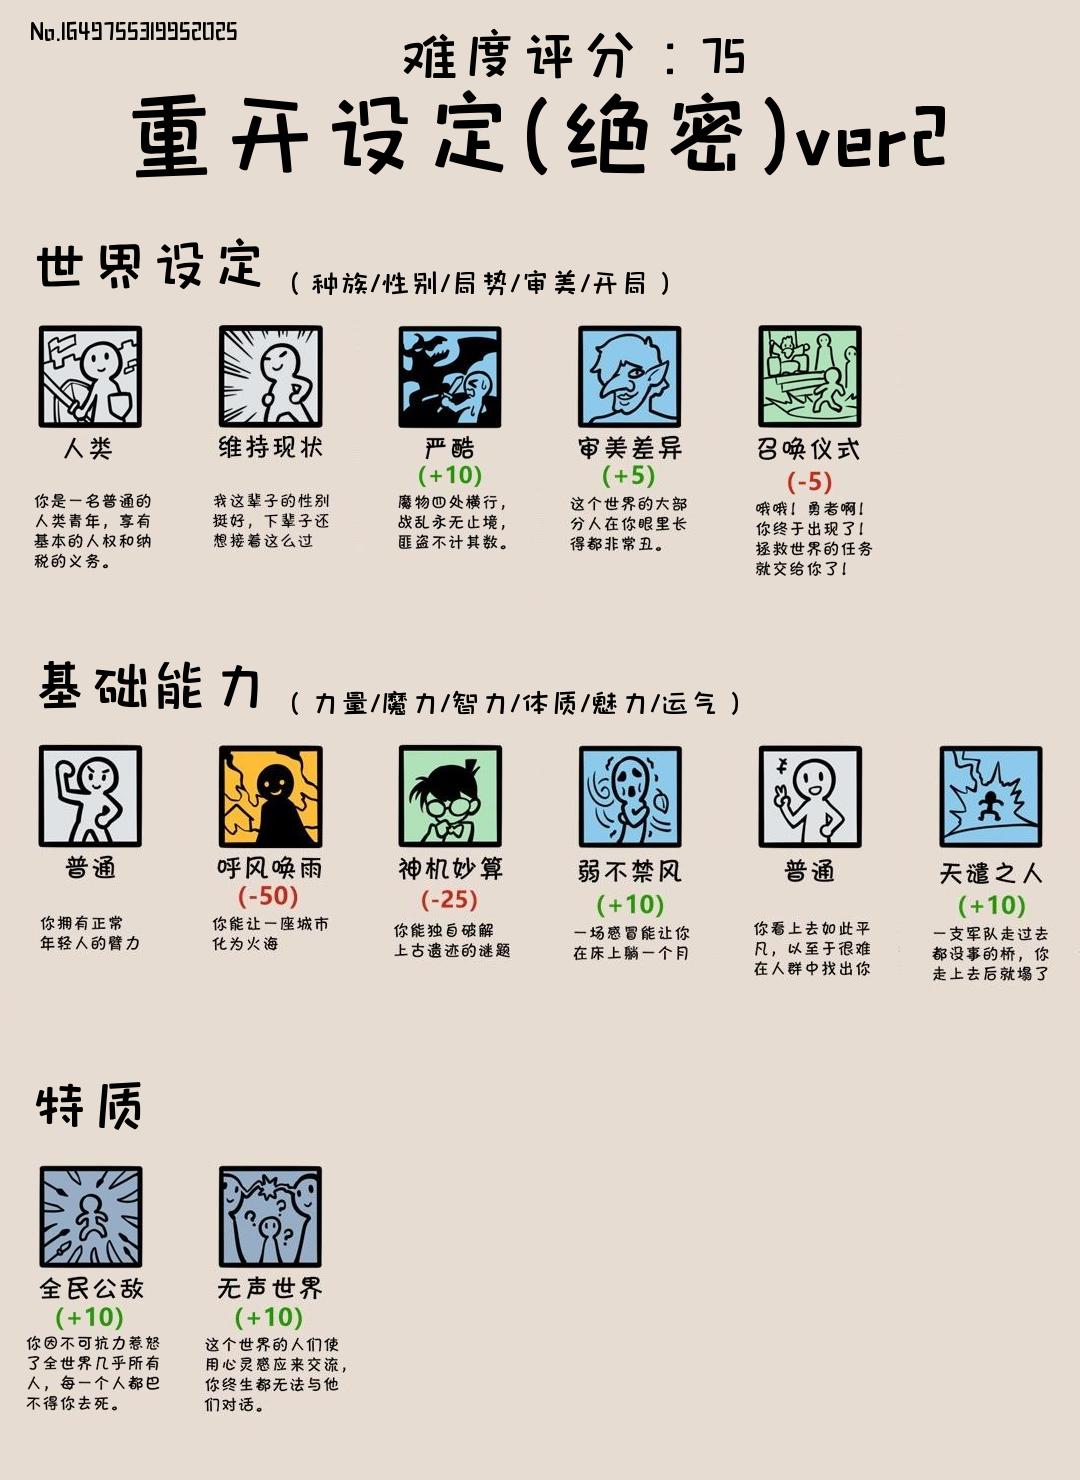 No.1649755319952025
难度评分：75
重开设定(绝密)ver2
世界设定（种族/性别/局势/审美/开局）
人类
你是一名普通的
人类青年，享有
基本的人权和纳
税的义务。
维持现状
我这辈子的性别
挺好，下辈子还
想接着这么过
严酷
(+10)
魔物四处横行，
战乱永无止境，
匪盗不计其数。
审美差异
(+5)
这个世界的大部
分人在你眼里长
得都非常丑。
召唤仪式
(-5)
哦哦！勇者啊！
你终于出现了！
拯救世界的任务
就交给你了！
基础能力（力量/魔力/智力/体质/魅力/运气）
普通
你拥有正常
年轻人的臂力
呼风唤雨
(-50)
你能让一座城市
化为火海
神机妙算
(-25)
你能独自破解
上古遗迹的谜题
弱不禁风
(+10)
一场感冒能让你
在床上躺一个月
普通
你看上去如此平
凡，以至于很难
在人群中找出你
天谴之人
(+10)
一支军队走过去
都没事的桥，你
走上去后就塌了
特质
全民公敌
(+10)
你因不可抗力惹怒
了全世界几乎所有
人，每一个人都巴
不得你去死。
无声世界
(+10)
这个世界的人们使
用心灵感应来交流，
你终生都无法与他
们对话。